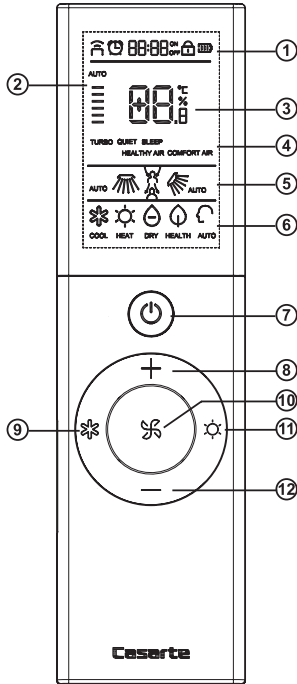 88:88 ON OFF
①
②
AUTO
88.8 ℃ %
③
TURBO QUIET SLEEP
④
HEALTHY AIR COMFORT AIR
AUTO AUTO
⑤
⑥
COOL HEAT DRY HEALTH AUTO
⑦
+
⑧
⑨
⑩
⑪
−
⑫
Casarte